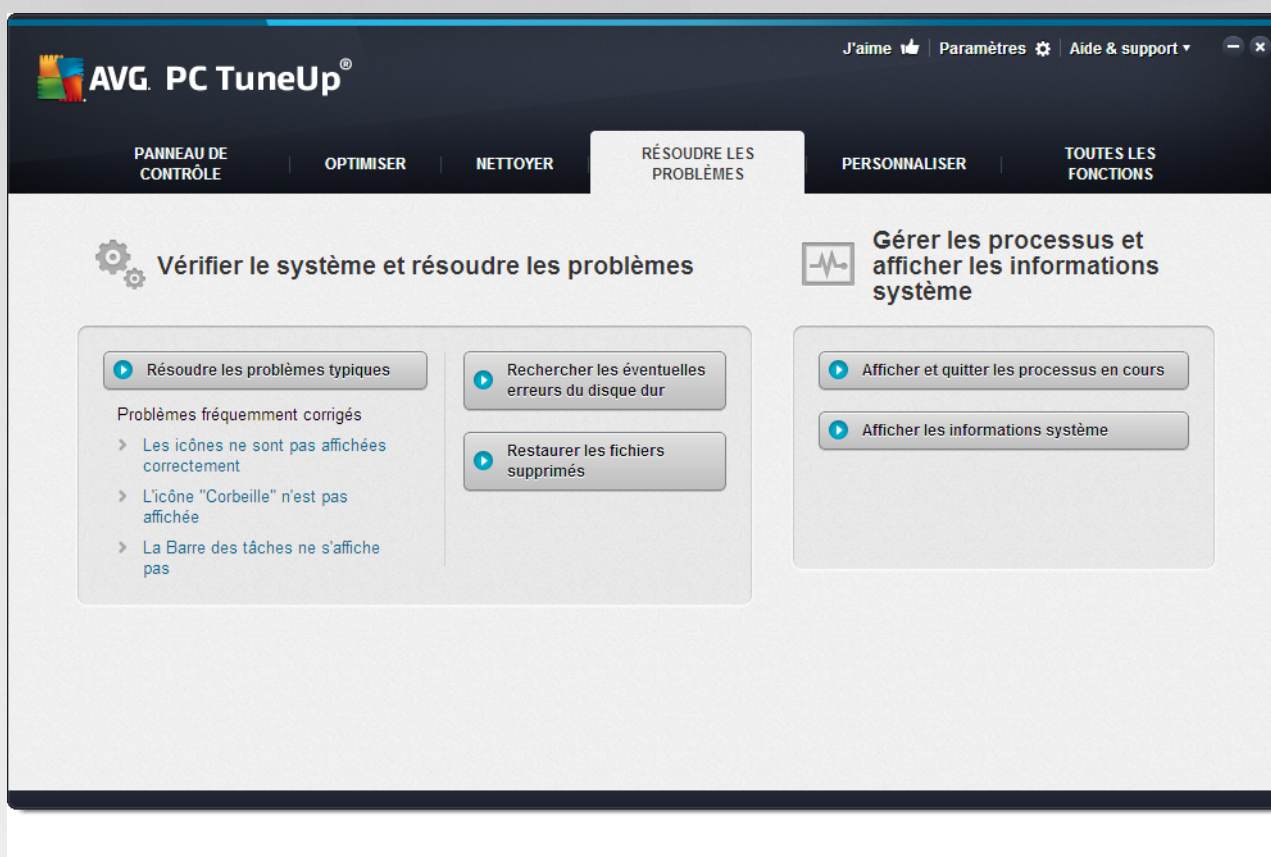 J'aime
Paramètres
Aide & support
AVG. PC TuneUp®
PANNEAU DE
CONTRÔLE
OPTIMISER
NETTOYER
RÉSOUDRE LES
PROBLÈMES
PERSONNALISER
TOUTES LES
FONCTIONS
Vérifier le système et résoudre les problèmes
Résoudre les problèmes typiques
Problèmes fréquemment corrigés
Les icônes ne sont pas affichées
correctement
L'icône "Corbeille" n'est pas
affichée
La Barre des tâches ne s'affiche
pas
Rechercher les éventuelles
erreurs du disque dur
Restaurer les fichiers
supprimés
Gérer les processus et
afficher les informations
système
Afficher et quitter les processus en cours
Afficher les informations système